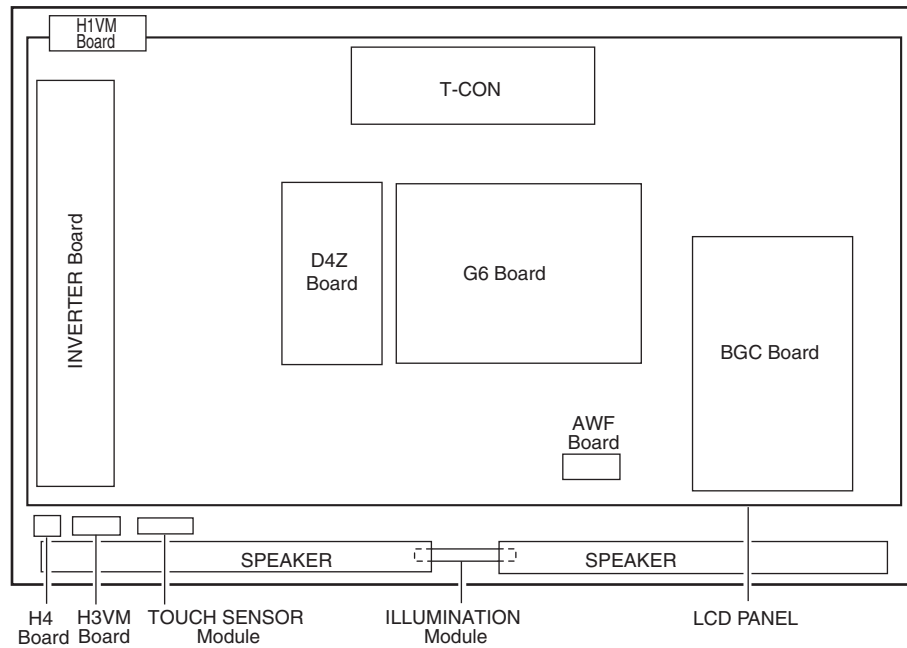 H1VM
Board
T-CON
INVERTER Board
D4Z
Board
G6 Board
BGC Board
AWF
Board
SPEAKER
SPEAKER
H4
Board
H3VM
Board
TOUCH SENSOR
Module
ILLUMINATION
Module
LCD PANEL